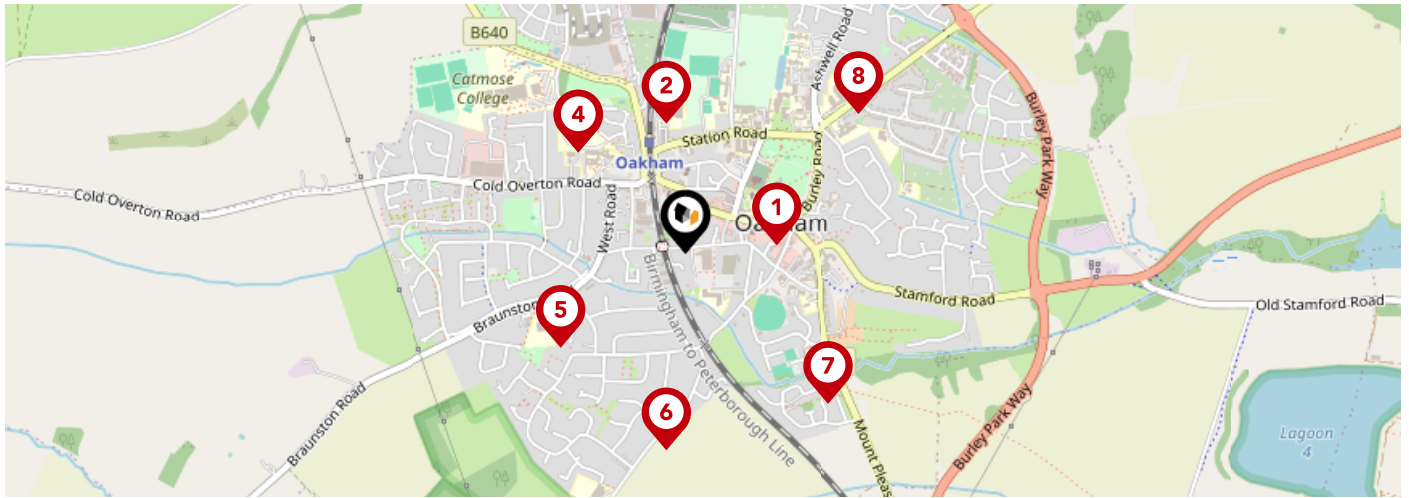 B640
Catmose
College
2
8
4
Ashwell Road
Station Road
Oakham
Burley Park Way
Cold Overton Road
Cold Overton Road
Burley Road
West Road
1
Oakham
Birmingham to Peterborough Line
Stamford Road
Old Stamford Road
Braunston
5
7
6
Braunston Road
Burley Park Way
Mount Pleas
Lagoon
4